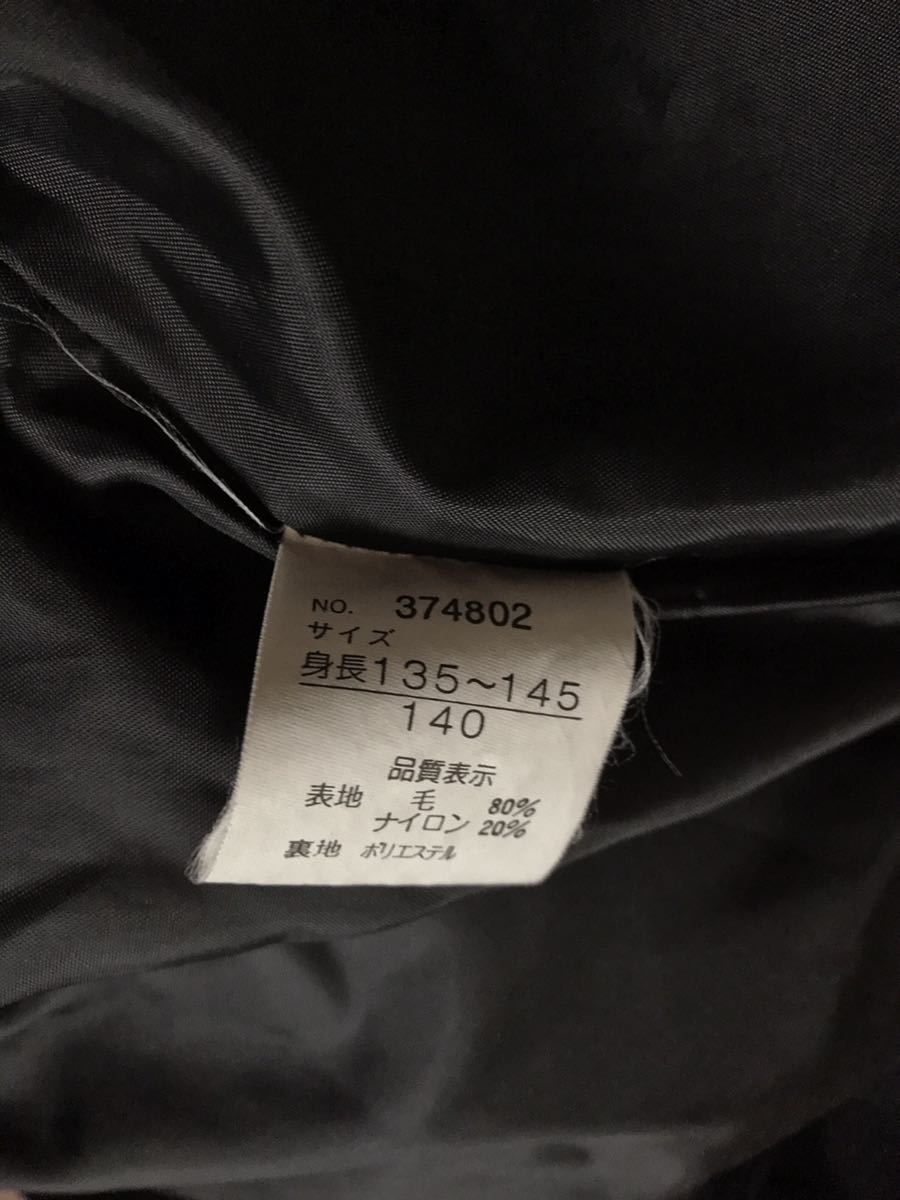 NO. 374802
サイズ
身長135〜145
140
品質表示
表地 毛 80%
ナイロン 20%
裏地 ポリエステル